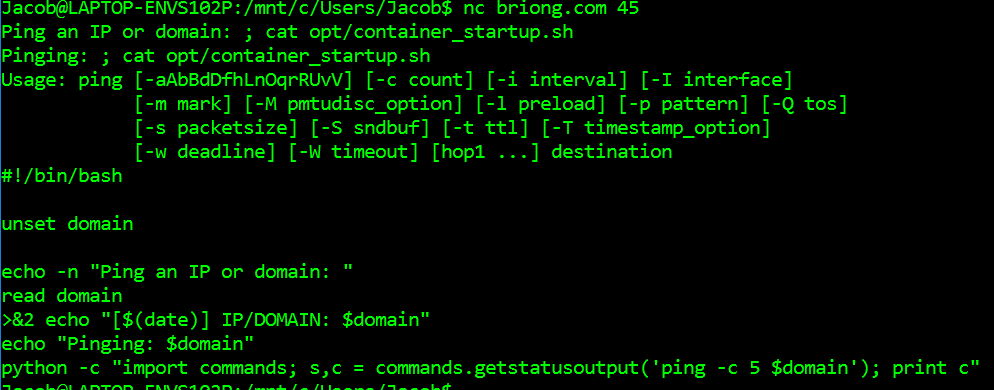 Jacob@LAPTOP-ENVS102P:/mnt/c/Users/Jacob$ nc briong.com 45
Ping an IP or domain: ; cat opt/container_startup.sh
Pinging: ; cat opt/container_startup.sh
Usage: ping [-aAbBdDfhLnOqrRUvV] [-c count] [-i interval] [-I interface]
            [-m mark] [-M pmtudisc_option] [-l preload] [-p pattern] [-Q tos]
            [-s packetsize] [-S sndbuf] [-t ttl] [-T timestamp_option]
            [-w deadline] [-W timeout] [hop1 ...] destination
#!/bin/bash
unset domain
echo -n "Ping an IP or domain: "
read domain
>&2 echo "[$(date)] IP/DOMAIN: $domain"
echo "Pinging: $domain"
python -c "import commands; s,c = commands.getstatusoutput('ping -c 5 $domain'); print c"
Jacob@LAPTOP-ENVS102P:/mnt/c/Users/Jacob$